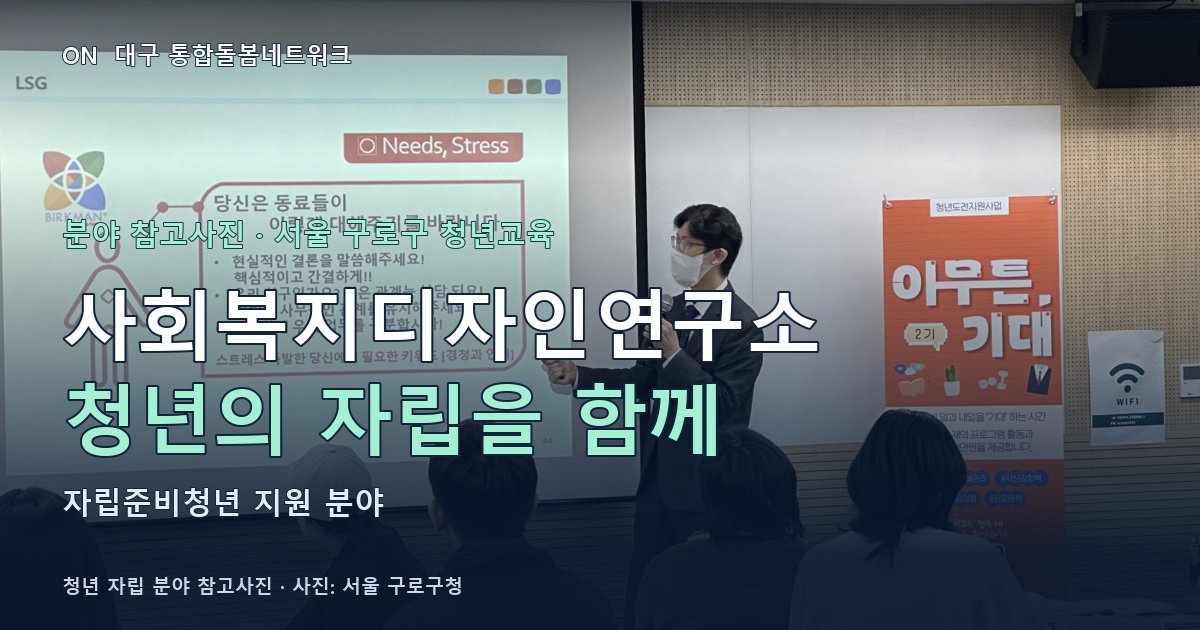 ON 대구 통합돌봄네트워크
LSG
Needs, Stress
BIRKMAN
당신은 동료들이
분야 참고사진 · 서울 구로구 청년교육
현실적인 결론을 말씀해주세요!
핵심적이고 간결하게!!
사회복지디자인연구소
청년의 자립을 함께
자립준비청년 지원 분야
청년 자립 분야 참고사진 · 사진: 서울 구로구청
44
청년도전지원사업
아무튼,
2기
기대
WIFI